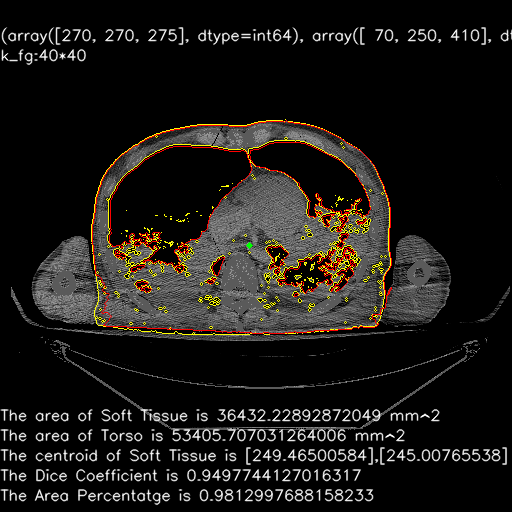 (array([270, 270, 275], dtype=int64), array([ 70, 250, 410], dt
k_fg:40*40
The area of Soft Tissue is 36432.22892872049 mm^2
The area of Torso is 53405.707031264006 mm^2
The centroid of Soft Tissue is [249.46500584],[245.00765538]
The Dice Coefficient is 0.9497744127016317
The Area Percentatge is 0.9812997688158233